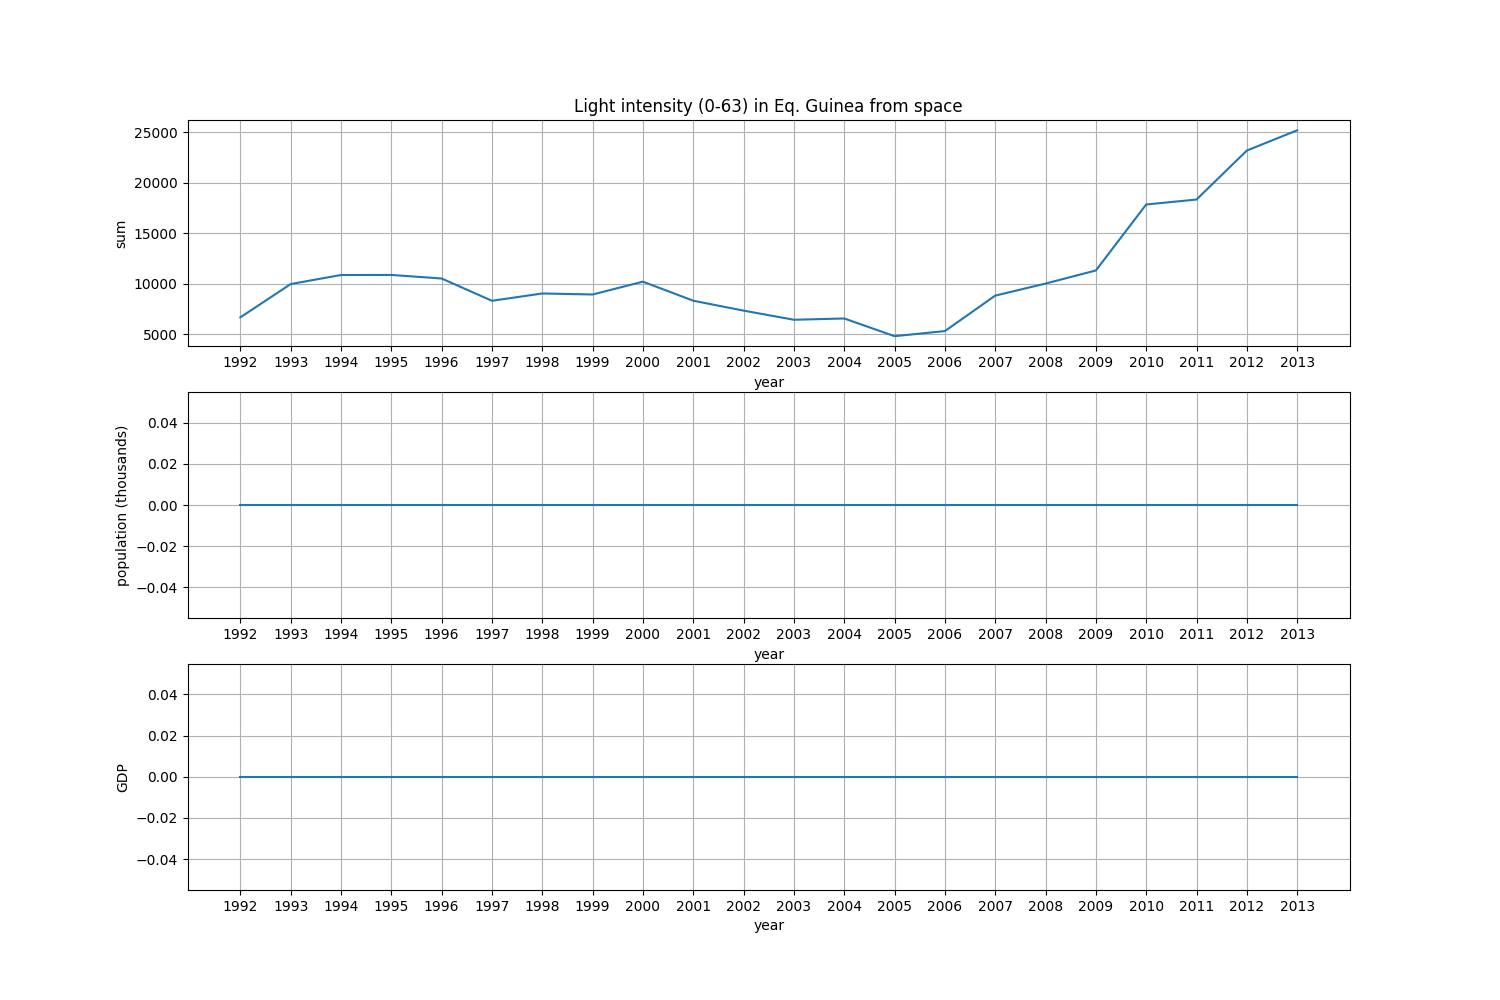 Light intensity (0-63) in Eq. Guinea from space
25000
20000
15000
10000
5000
sum
1992 1993 1994 1995 1996 1997 1998 1999 2000 2001 2002 2003 2004 2005 2006 2007 2008 2009 2010 2011 2012 2013
year
0.04
0.02
0.00
−0.02
−0.04
population (thousands)
1992 1993 1994 1995 1996 1997 1998 1999 2000 2001 2002 2003 2004 2005 2006 2007 2008 2009 2010 2011 2012 2013
year
0.04
0.02
0.00
−0.02
−0.04
GDP
1992 1993 1994 1995 1996 1997 1998 1999 2000 2001 2002 2003 2004 2005 2006 2007 2008 2009 2010 2011 2012 2013
year